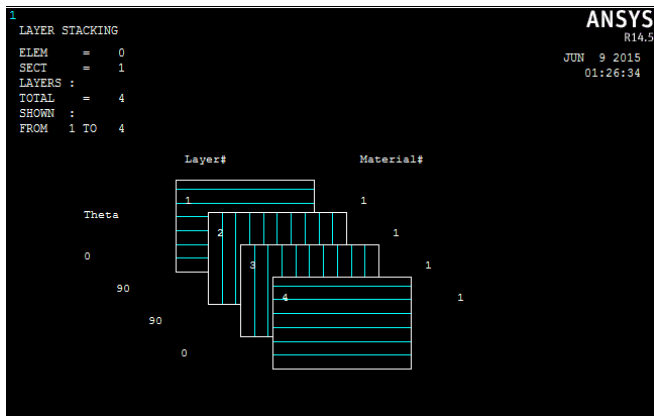 1
ANSYS
R14.5
LAYER STACKING
JUN 9 2015
01:26:34
ELEM = 0
SECT = 1
LAYERS :
TOTAL = 4
SHOWN :
FROM 1 TO 4
Layer# Material#
1 1
Theta
2 1
0 3 1
90 4 1
90
0